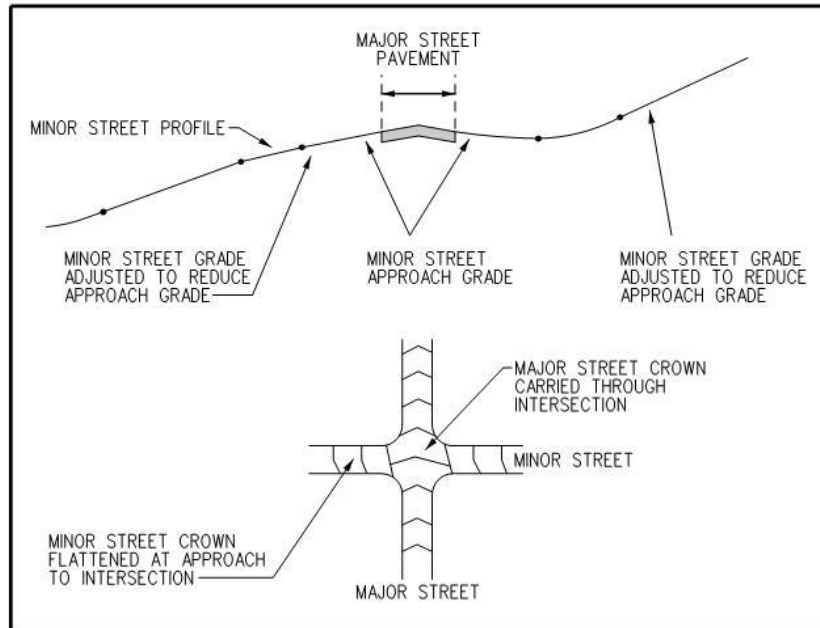 MAJOR STREET
PAVEMENT
MINOR STREET PROFILE
MINOR STREET GRADE
ADJUSTED TO REDUCE
APPROACH GRADE
MINOR STREET
APPROACH GRADE
MINOR STREET GRADE
ADJUSTED TO REDUCE
APPROACH GRADE
MAJOR STREET CROWN
CARRIED THROUGH
INTERSECTION
MINOR STREET
MINOR STREET CROWN
FLATTENED AT APPROACH
TO INTERSECTION
MAJOR STREET